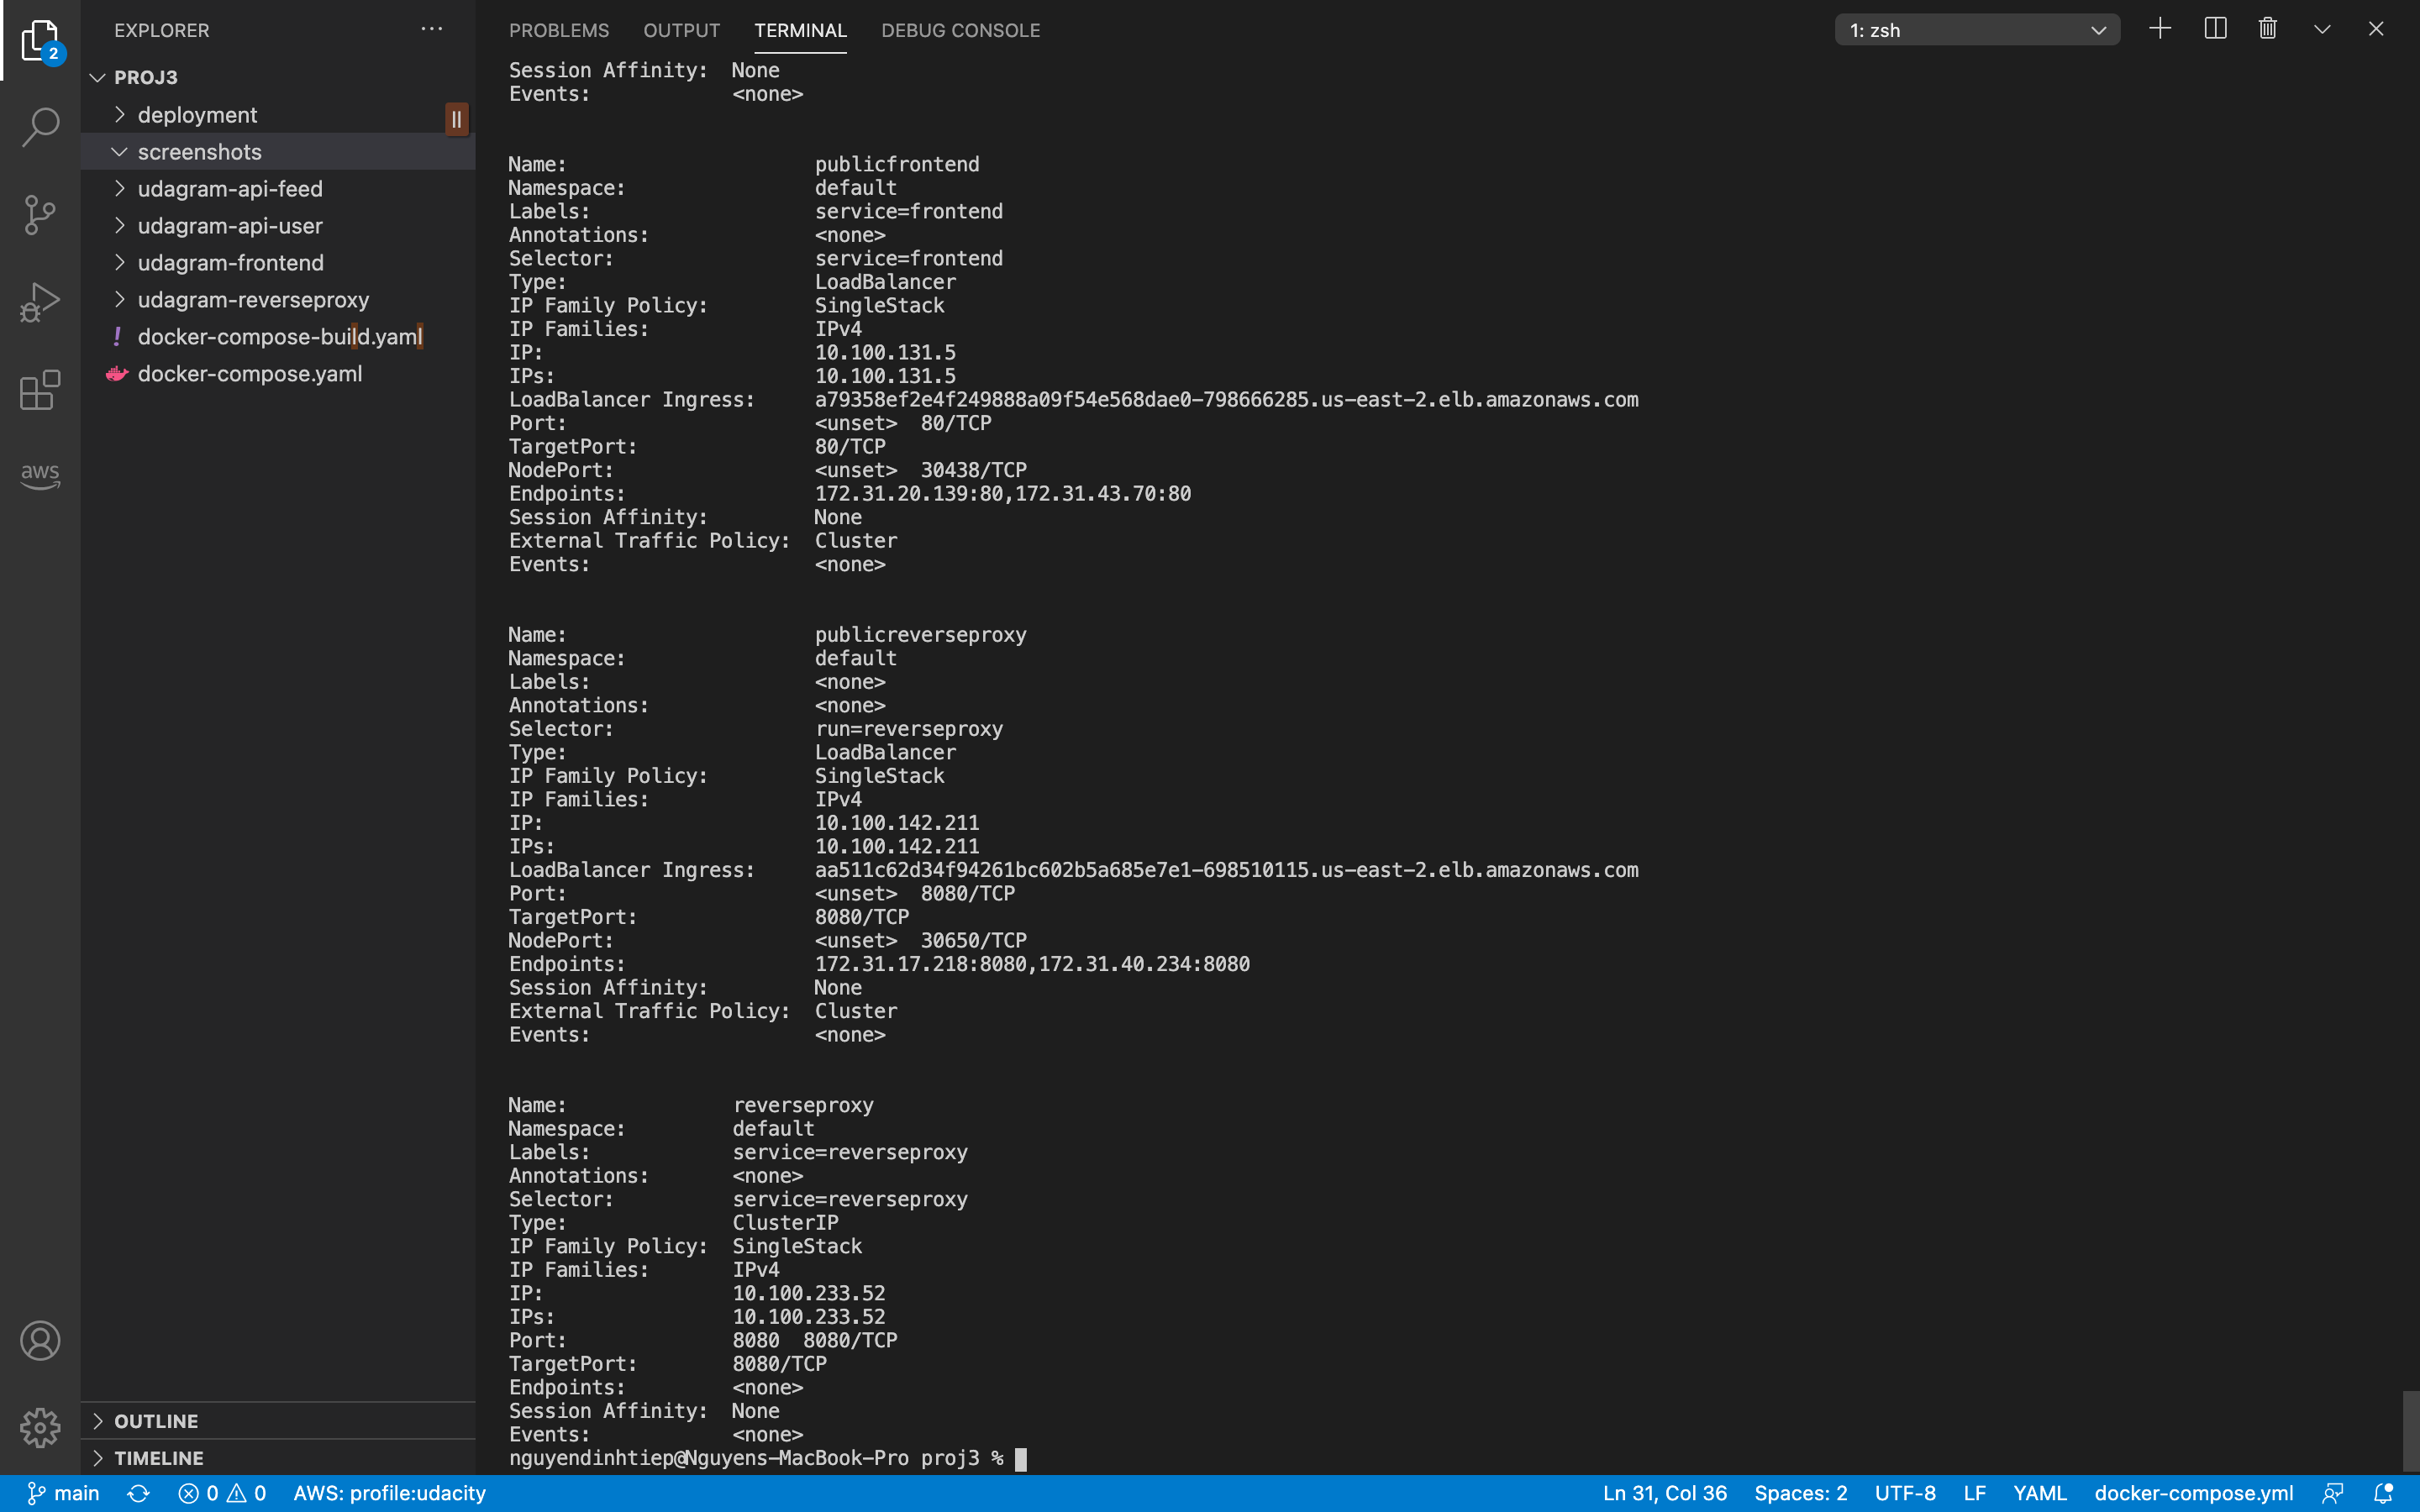 2
EXPLORER
PROJ3
deployment
screenshots
udagram-api-feed
udagram-api-user
udagram-frontend
udagram-reverseproxy
docker-compose-build.yaml
docker-compose.yaml
aws
OUTLINE
TIMELINE
PROBLEMS OUTPUT TERMINAL DEBUG CONSOLE
1: zsh
Session Affinity: None
Events: <none>
Name: publicfrontend
Namespace: default
Labels: service=frontend
Annotations: <none>
Selector: service=frontend
Type: LoadBalancer
IP Family Policy: SingleStack
IP Families: IPv4
IP: 10.100.131.5
IPs: 10.100.131.5
LoadBalancer Ingress: a79358ef2e4f249888a09f54e568dae0-798666285.us-east-2.elb.amazonaws.com
Port: <unset> 80/TCP
TargetPort: 80/TCP
NodePort: <unset> 30438/TCP
Endpoints: 172.31.20.139:80,172.31.43.70:80
Session Affinity: None
External Traffic Policy: Cluster
Events: <none>
Name: publicreverseproxy
Namespace: default
Labels: <none>
Annotations: <none>
Selector: run=reverseproxy
Type: LoadBalancer
IP Family Policy: SingleStack
IP Families: IPv4
IP: 10.100.142.211
IPs: 10.100.142.211
LoadBalancer Ingress: aa511c62d34f94261bc602b5a685e7e1-698510115.us-east-2.elb.amazonaws.com
Port: <unset> 8080/TCP
TargetPort: 8080/TCP
NodePort: <unset> 30650/TCP
Endpoints: 172.31.17.218:8080,172.31.40.234:8080
Session Affinity: None
External Traffic Policy: Cluster
Events: <none>
Name: reverseproxy
Namespace: default
Labels: service=reverseproxy
Annotations: <none>
Selector: service=reverseproxy
Type: ClusterIP
IP Family Policy: SingleStack
IP Families: IPv4
IP: 10.100.233.52
IPs: 10.100.233.52
Port: 8080 8080/TCP
TargetPort: 8080/TCP
Endpoints: <none>
Session Affinity: None
Events: <none>
nguyendinhtiep@Nguyens-MacBook-Pro proj3 %
main 0 0 AWS: profile:udacity Ln 31, Col 36 Spaces: 2 UTF-8 LF YAML docker-compose.yml